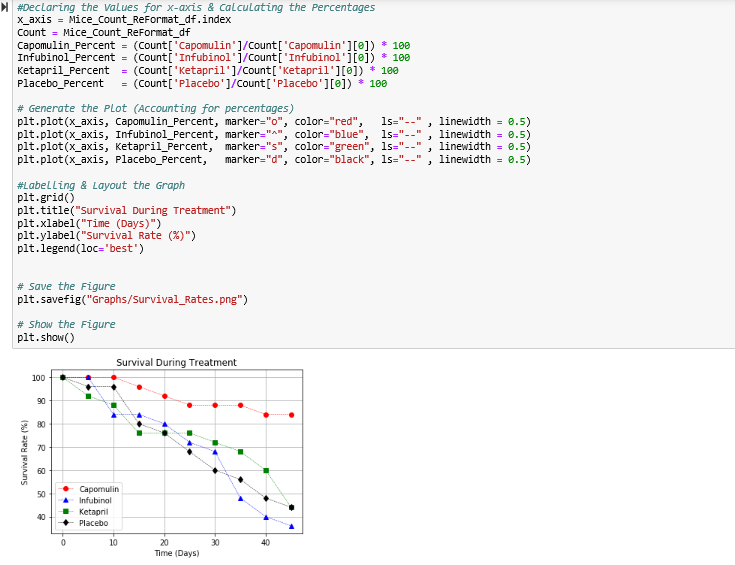 #Declaring the Values for x-axis & Calculating the Percentages
x_axis = Mice_Count_ReFormat_df.index
Count = Mice_Count_ReFormat_df
Capomulin_Percent = (Count['Capomulin']/Count['Capomulin'][0]) * 100
Infubinol_Percent = (Count['Infubinol']/Count['Infubinol'][0]) * 100
Ketapril_Percent  = (Count['Ketapril']/Count['Ketapril'][0]) * 100
Placebo_Percent   = (Count['Placebo']/Count['Placebo'][0]) * 100

# Generate the Plot (Accounting for percentages)
plt.plot(x_axis, Capomulin_Percent, marker="o", color="red",   ls="--" , linewidth = 0.5)
plt.plot(x_axis, Infubinol_Percent, marker="^", color="blue",  ls="--" , linewidth = 0.5)
plt.plot(x_axis, Ketapril_Percent,  marker="s", color="green", ls="--" , linewidth = 0.5)
plt.plot(x_axis, Placebo_Percent,   marker="d", color="black", ls="--" , linewidth = 0.5)

#Labelling & Layout the Graph
plt.grid()
plt.title("Survival During Treatment")
plt.xlabel("Time (Days)")
plt.ylabel("Survival Rate (%)")
plt.legend(loc='best')

# Save the Figure
plt.savefig("Graphs/Survival_Rates.png")

# Show the Figure
plt.show()

Survival During Treatment
100
90
80
70
60
50
40
Survival Rate (%)
Capomulin
Infubinol
Ketapril
Placebo
0 10 20 30 40
Time (Days)